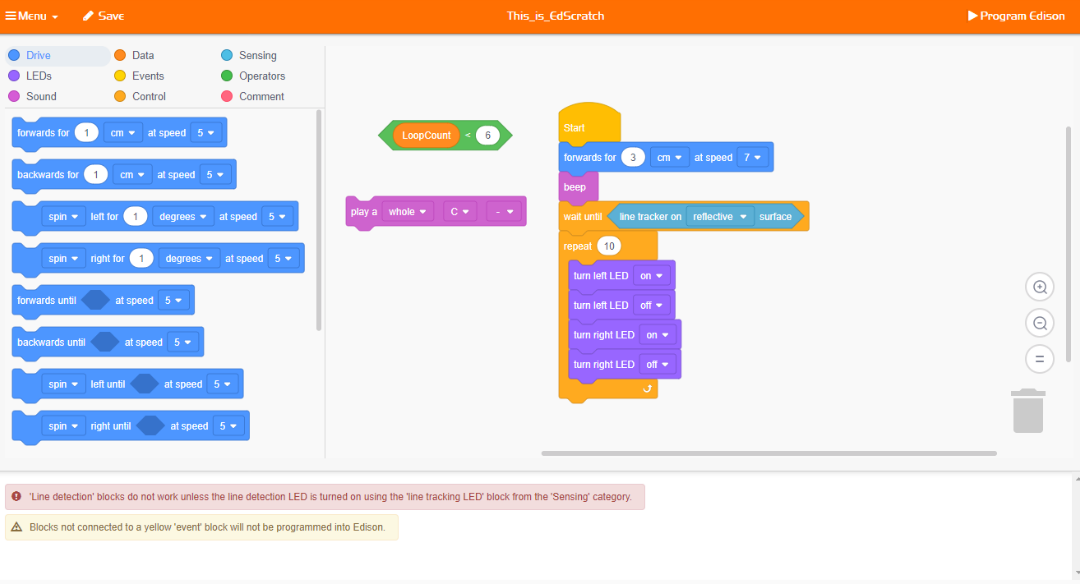 Menu Save This_is_EdScratch Program Edison
Drive Data Sensing
LEDs Events Operators
Sound Control Comment
forwards for 1 cm at speed 5
backwards for 1 cm at speed 5
spin left for 1 degrees at speed 5
spin right for 1 degrees at speed 5
forwards until at speed 5
backwards until at speed 5
spin left until at speed 5
spin right until at speed 5
LoopCount < 6
play a whole C -
Start
forwards for 3 cm at speed 7
beep
wait until line tracker on reflective surface
repeat 10
turn left LED on
turn left LED off
turn right LED on
turn right LED off
'Line detection' blocks do not work unless the line detection LED is turned on using the 'line tracking LED' block from the 'Sensing' category.
Blocks not connected to a yellow 'event' block will not be programmed into Edison.